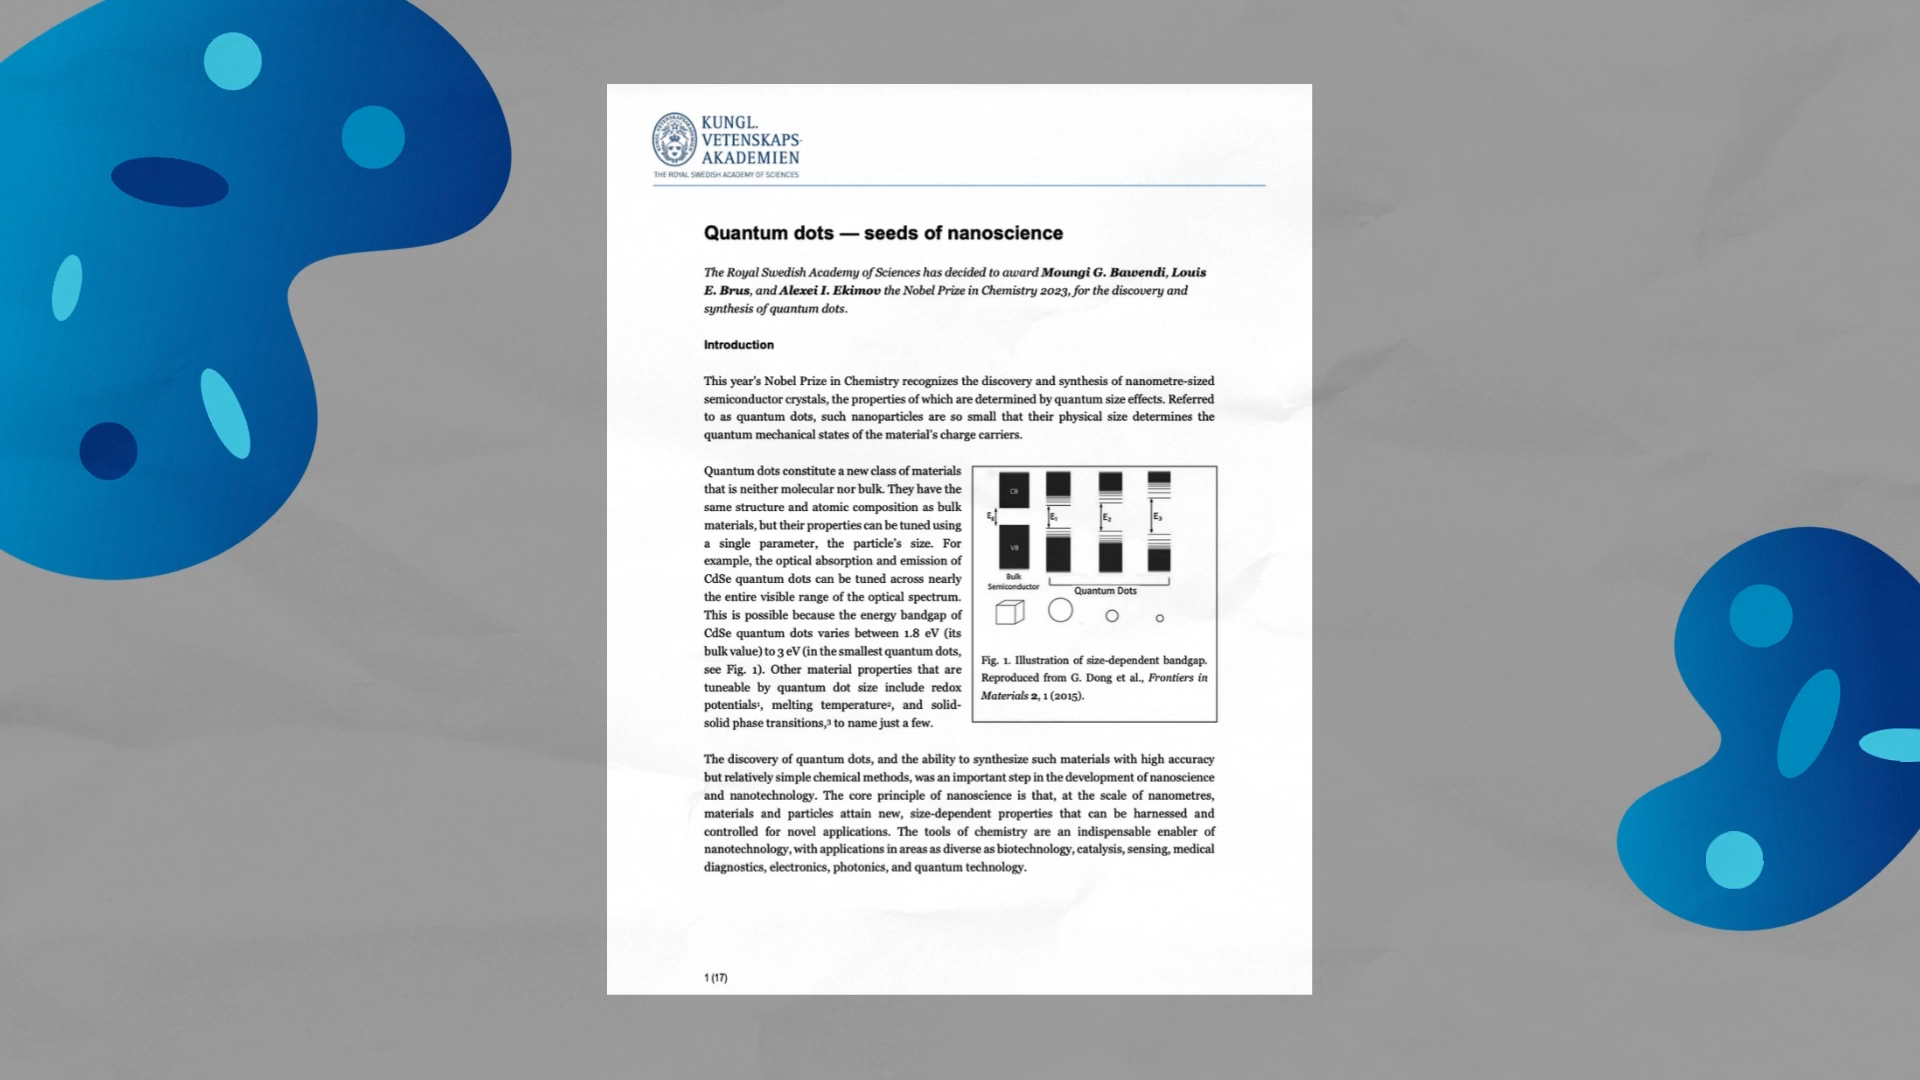 KUNGL.
VETENSKAPS-
AKADEMIEN
THE ROYAL SWEDISH ACADEMY OF SCIENCES
Quantum dots — seeds of nanoscience
The Royal Swedish Academy of Sciences has decided to award Moungi G. Bawendi, Louis
E. Brus, and Alexei I. Ekimov the Nobel Prize in Chemistry 2023, for the discovery and
synthesis of quantum dots.
Introduction
This year's Nobel Prize in Chemistry recognizes the discovery and synthesis of nanometre-sized
semiconductor crystals, the properties of which are determined by quantum size effects. Referred
to as quantum dots, such nanoparticles are so small that their physical size determines the
quantum mechanical states of the material's charge carriers.
Quantum dots constitute a new class of materials
that is neither molecular nor bulk. They have the
same structure and atomic composition as bulk
materials, but their properties can be tuned using
a single parameter, the particle's size. For
example, the optical absorption and emission of
CdSe quantum dots can be tuned across nearly
the entire visible range of the optical spectrum.
This is possible because the energy bandgap of
CdSe quantum dots varies between 1.8 eV (its
bulk value) to 3 eV (in the smallest quantum dots,
see Fig. 1). Other material properties that are
tuneable by quantum dot size include redox
potentials¹, melting temperature², and solid-
solid phase transitions,³ to name just a few.
CB
Eg E₁ E₂ E₃
VB
Bulk
Semiconductor
Quantum Dots
Fig. 1. Illustration of size-dependent bandgap.
Reproduced from G. Dong et al., Frontiers in
Materials 2, 1 (2015).
The discovery of quantum dots, and the ability to synthesize such materials with high accuracy
but relatively simple chemical methods, was an important step in the development of nanoscience
and nanotechnology. The core principle of nanoscience is that, at the scale of nanometres,
materials and particles attain new, size-dependent properties that can be harnessed and
controlled for novel applications. The tools of chemistry are an indispensable enabler of
nanotechnology, with applications in areas as diverse as biotechnology, catalysis, sensing, medical
diagnostics, electronics, photonics, and quantum technology.
1 (17)